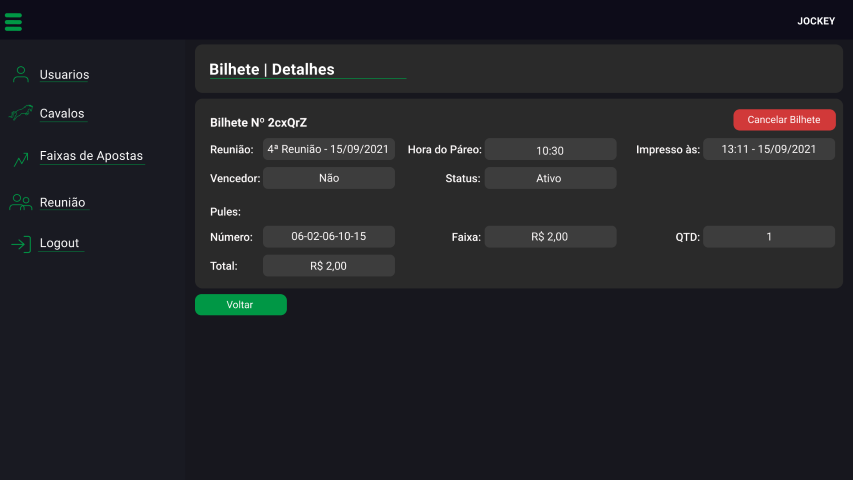 JOCKEY
Usuarios
Cavalos
Faixas de Apostas
Reunião
Logout
Bilhete | Detalhes
Bilhete Nº 2cxQrZ
Cancelar Bilhete
Reunião: 4ª Reunião - 15/09/2021 Hora do Páreo: 10:30 Impresso às: 13:11 - 15/09/2021
Vencedor: Não Status: Ativo
Pules:
Número: 06-02-06-10-15 Faixa: R$ 2,00 QTD: 1
Total: R$ 2,00
Voltar